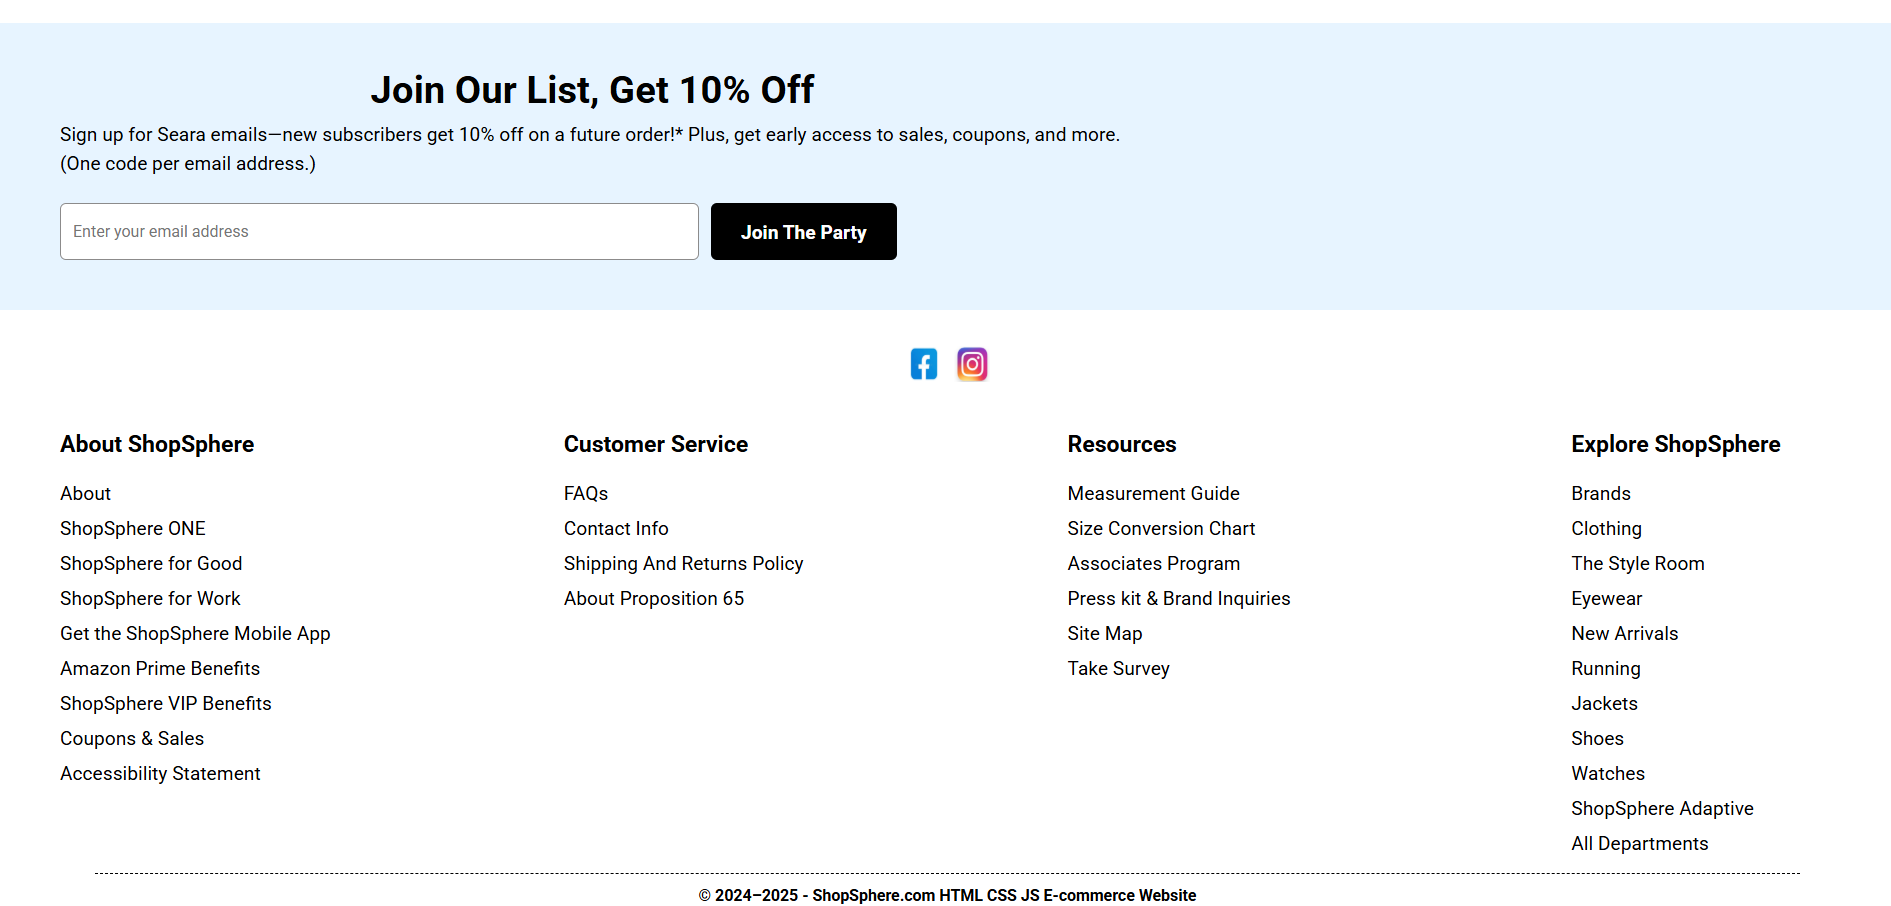 Join Our List, Get 10% Off
Sign up for Seara emails—new subscribers get 10% off on a future order!* Plus, get early access to sales, coupons, and more.
(One code per email address.)
Enter your email address
Join The Party
About ShopSphere
About
ShopSphere ONE
ShopSphere for Good
ShopSphere for Work
Get the ShopSphere Mobile App
Amazon Prime Benefits
ShopSphere VIP Benefits
Coupons & Sales
Accessibility Statement
Customer Service
FAQs
Contact Info
Shipping And Returns Policy
About Proposition 65
Resources
Measurement Guide
Size Conversion Chart
Associates Program
Press kit & Brand Inquiries
Site Map
Take Survey
Explore ShopSphere
Brands
Clothing
The Style Room
Eyewear
New Arrivals
Running
Jackets
Shoes
Watches
ShopSphere Adaptive
All Departments
© 2024–2025 - ShopSphere.com HTML CSS JS E-commerce Website